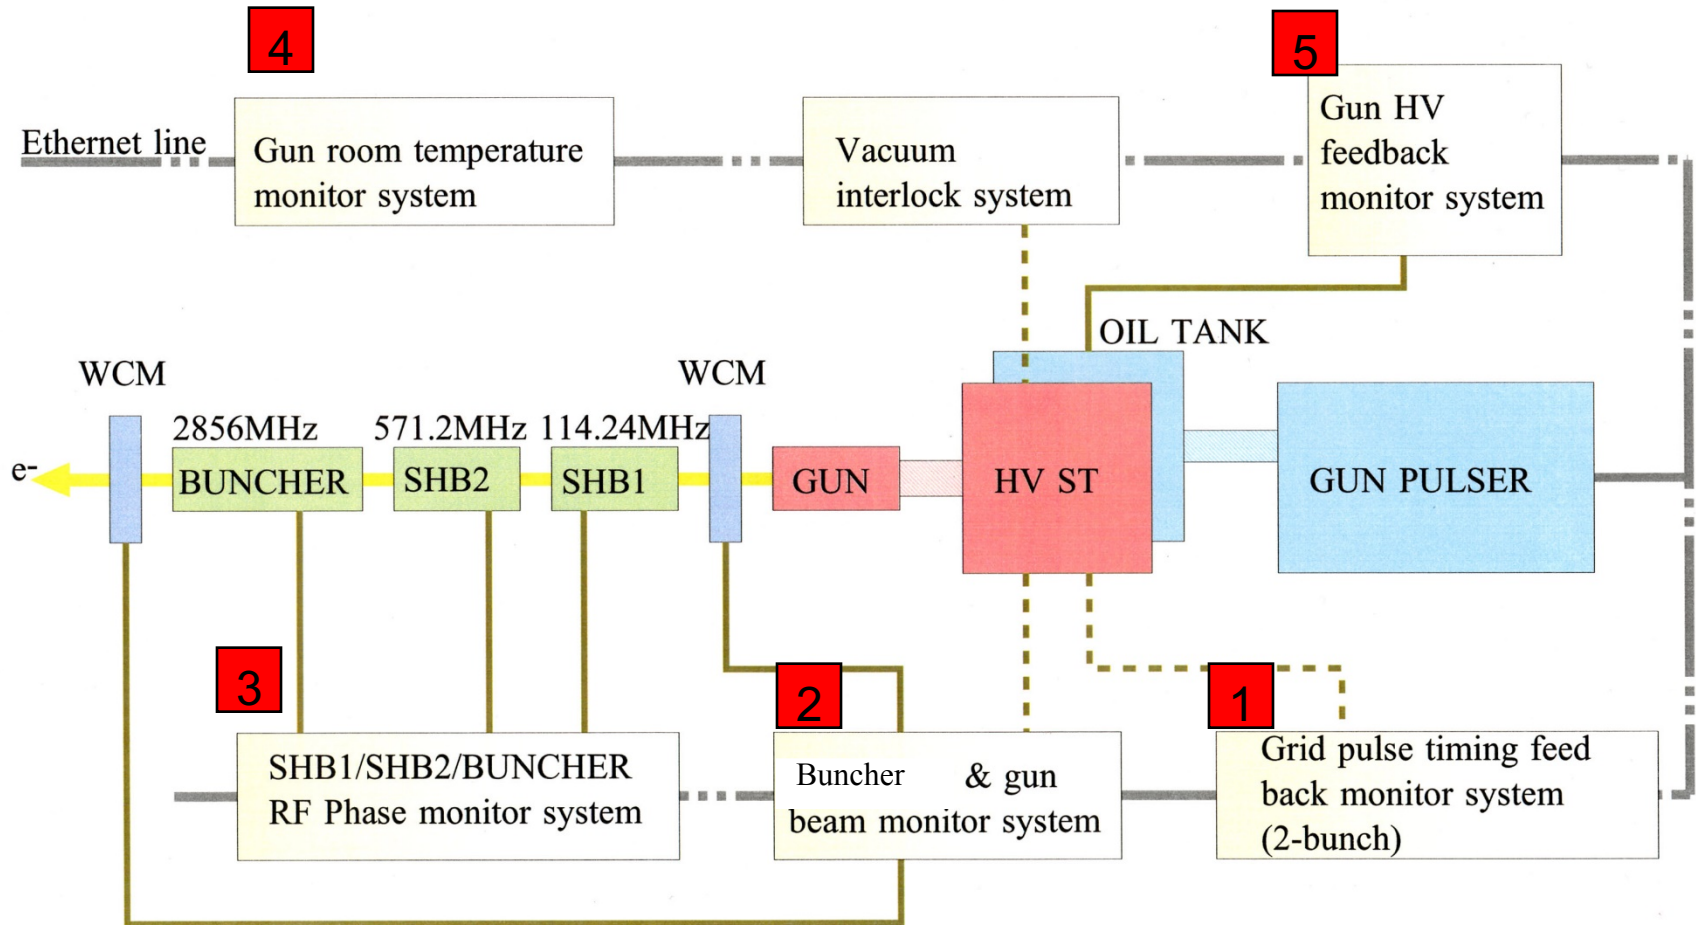 4
5
Ethernet line
Gun room temperature
monitor system
Vacuum
interlock system
Gun HV
feedback
monitor system
OIL TANK
WCM
WCM
2856MHz
571.2MHz
114.24MHz
e-
BUNCHER
SHB2
SHB1
GUN
HV ST
GUN PULSER
3
2
1
SHB1/SHB2/BUNCHER
RF Phase monitor system
Buncher & gun
beam monitor system
Grid pulse timing feed
back monitor system
(2-bunch)